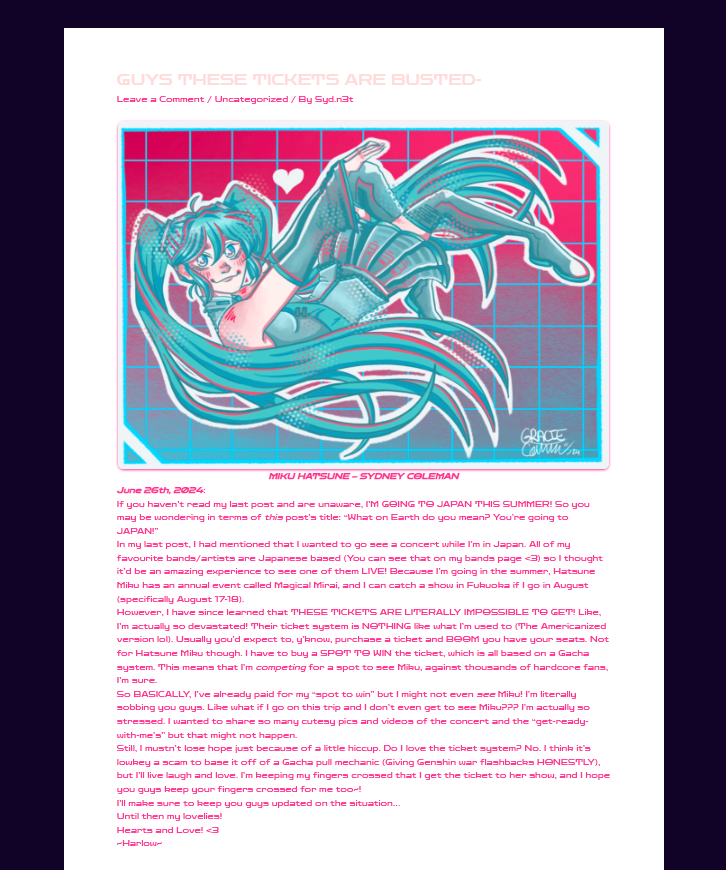 GUYS THESE TICKETS ARE BUSTED~
Leave a Comment / Uncategorized / By Syd.n3t
GRACIE
MIKU HATSUNE – SYDNEY COLEMAN
June 26th, 2024:
If you haven't read my last post and are unaware, I'M GOING TO JAPAN THIS SUMMER! So you
may be wondering in terms of this post's title: "What on Earth do you mean? You're going to
JAPAN!"
In my last post, I had mentioned that I wanted to go see a concert while I'm in Japan. All of my
favourite bands/artists are Japanese based (You can see that on my bands page <3) so I thought
it'd be an amazing experience to see one of them LIVE! Because I'm going in the summer, Hatsune
Miku has an annual event called Magical Mirai, and I can catch a show in Fukuoka if I go in August
(specifically August 17-18).
However, I have since learned that THESE TICKETS ARE LITERALLY IMPOSSIBLE TO GET! Like,
I'm actually so devastated! Their ticket system is NOTHING like what I'm used to (The Americanized
version lol). Usually you'd expect to, y'know, purchase a ticket and BOOM you have your seats. Not
for Hatsune Miku though. I have to buy a SPOT TO WIN the ticket, which is all based on a Gacha
system. This means that I'm competing for a spot to see Miku, against thousands of hardcore fans,
I'm sure.
So BASICALLY, I've already paid for my "spot to win" but I might not even see Miku! I'm literally
sobbing you guys. Like what if I go on this trip and I don't even get to see Miku??? I'm actually so
stressed. I wanted to share so many cutesy pics and videos of the concert and the "get-ready-
with-me's" but that might not happen.
Still, I mustn't lose hope just because of a little hiccup. Do I love the ticket system? No. I think it's
lowkey a scam to base it off of a Gacha pull mechanic (Giving Genshin war flashbacks HONESTLY),
but I'll live laugh and love. I'm keeping my fingers crossed that I get the ticket to her show, and I hope
you guys keep your fingers crossed for me too~!
I'll make sure to keep you guys updated on the situation...
Until then my lovelies!
Hearts and Love! <3
~Harlow~